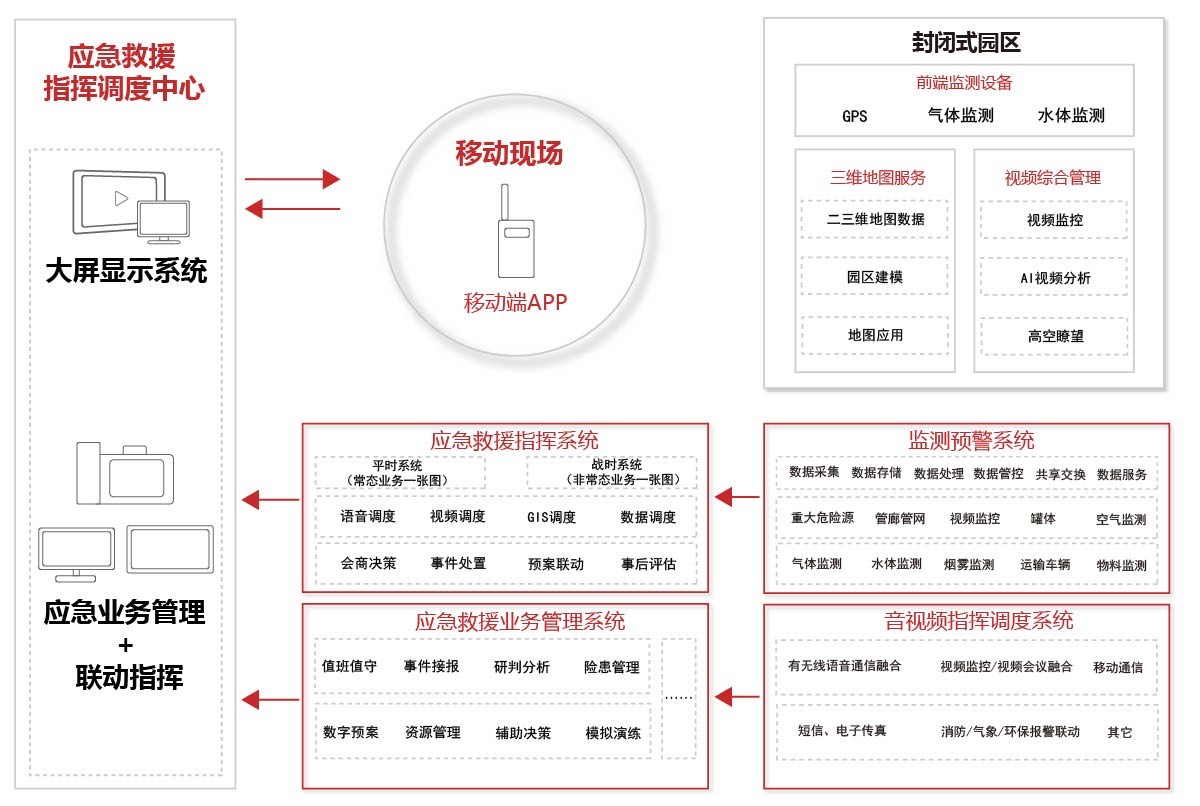 应急救援
指挥调度中心
大屏显示系统
应急业务管理
+
联动指挥
移动现场
移动端APP
封闭式园区
前端监测设备
GPS 气体监测 水体监测
三维地图服务
二三维地图数据
园区建模
地图应用
视频综合管理
视频监控
AI视频分析
高空瞭望
应急救援指挥系统
平时系统
（常态业务一张图）
战时系统
（非常态业务一张图）
语音调度 视频调度 GIS调度 数据调度
会商决策 事件处置 预案联动 事后评估
监测预警系统
数据采集 数据存储 数据处理 数据管控 共享交换 数据服务
重大危险源 管廊管网 视频监控 罐体 空气监测
气体监测 水体监测 烟雾监测 运输车辆 物料监测
应急救援业务管理系统
值班值守 事件接报 研判分析 险患管理
数字预案 资源管理 辅助决策 模拟演练
……
音视频指挥调度系统
有无线语音通信融合 视频监控/视频会议融合 移动通信
短信、电子传真 消防/气象/环保报警联动 其它